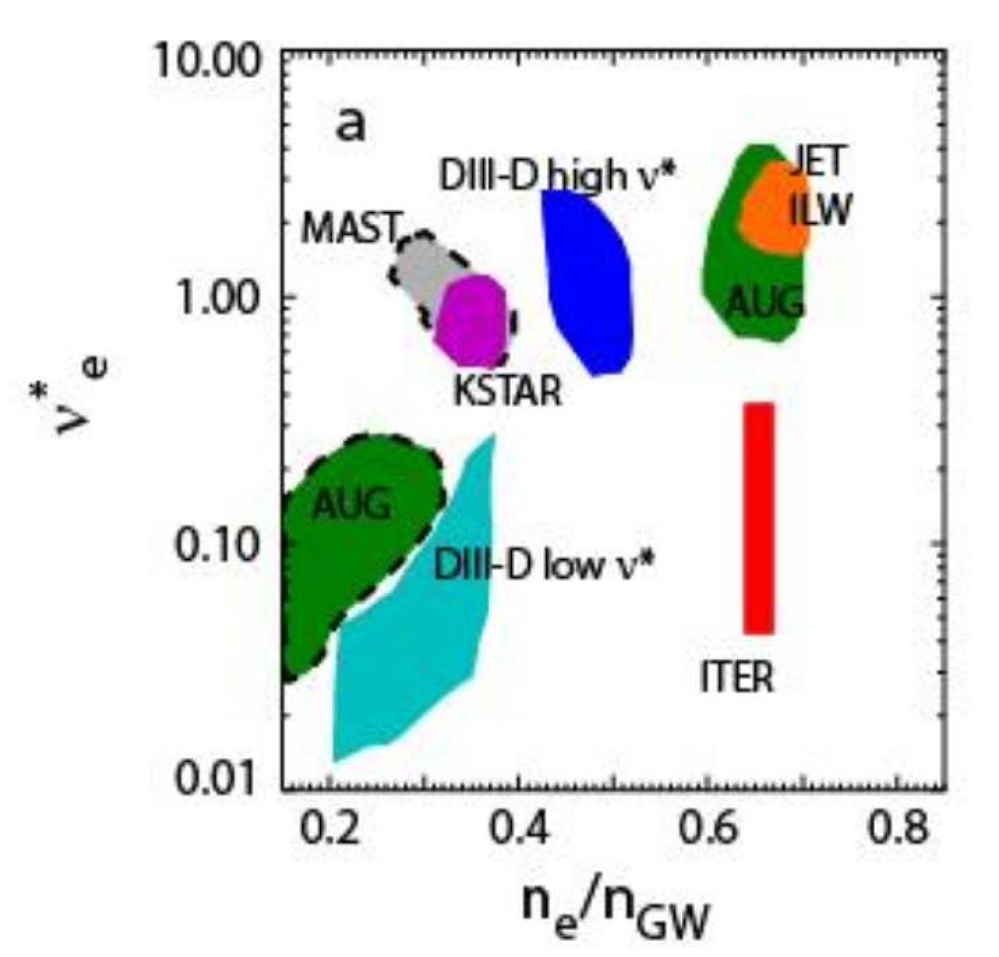 10.00
a
JET
DIII-D high ν*
ILW
MAST
1.00
AUG
ν*e
KSTAR
AUG
0.10
DIII-D low ν*
ITER
0.01
0.2 0.4 0.6 0.8
ne/nGW